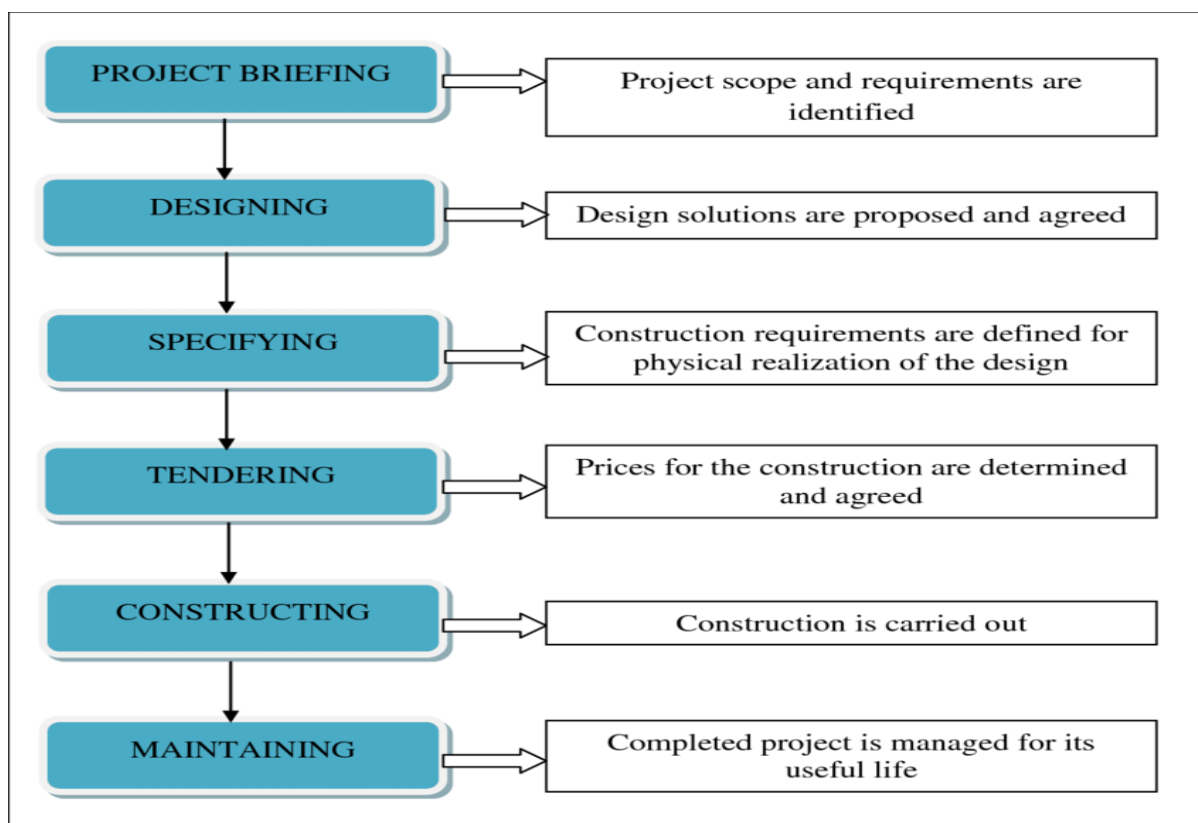 PROJECT BRIEFING
Project scope and requirements are
identified
DESIGNING
Design solutions are proposed and agreed
SPECIFYING
Construction requirements are defined for
physical realization of the design
TENDERING
Prices for the construction are determined
and agreed
CONSTRUCTING
Construction is carried out
MAINTAINING
Completed project is managed for its
useful life